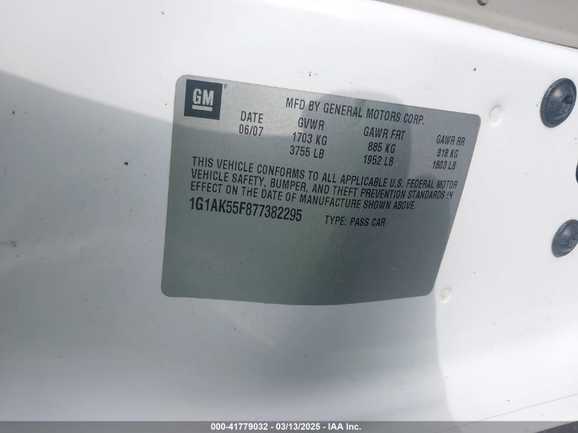 GM
MFD BY GENERAL MOTORS CORP.
DATE GVWR GAWR FRT GAWR RR
06/07 1703 KG 885 KG 818 KG
3755 LB 1952 LB 1803 LB
THIS VEHICLE CONFORMS TO ALL APPLICABLE U.S. FEDERAL MOTOR
VEHICLE SAFETY, BUMPER, AND THEFT PREVENTION STANDARDS IN
EFFECT ON THE DATE OF MANUFACTURE SHOWN ABOVE.
1G1AK55F877382295 TYPE: PASS CAR
000-41779032 - 03/13/2025 - IAA Inc.